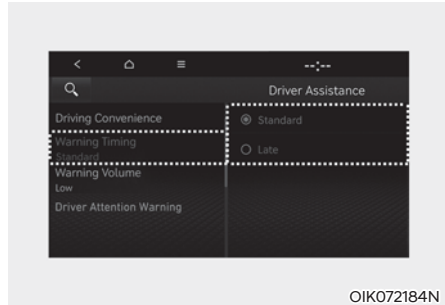 --:--
Driver Assistance
Driving Convenience
Warning Timing
Standard
Warning Volume
Low
Driver Attention Warning
Standard
Late
OIK072184N